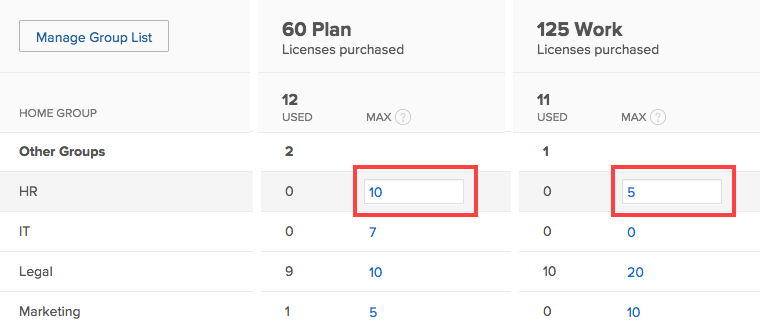 Manage Group List
60 Plan
Licenses purchased
125 Work
Licenses purchased
HOME GROUP
12
USED
MAX ?
11
USED
MAX ?
Other Groups 2 1
HR 0 10 0 5
IT 0 7 0 0
Legal 9 10 10 20
Marketing 1 5 0 10